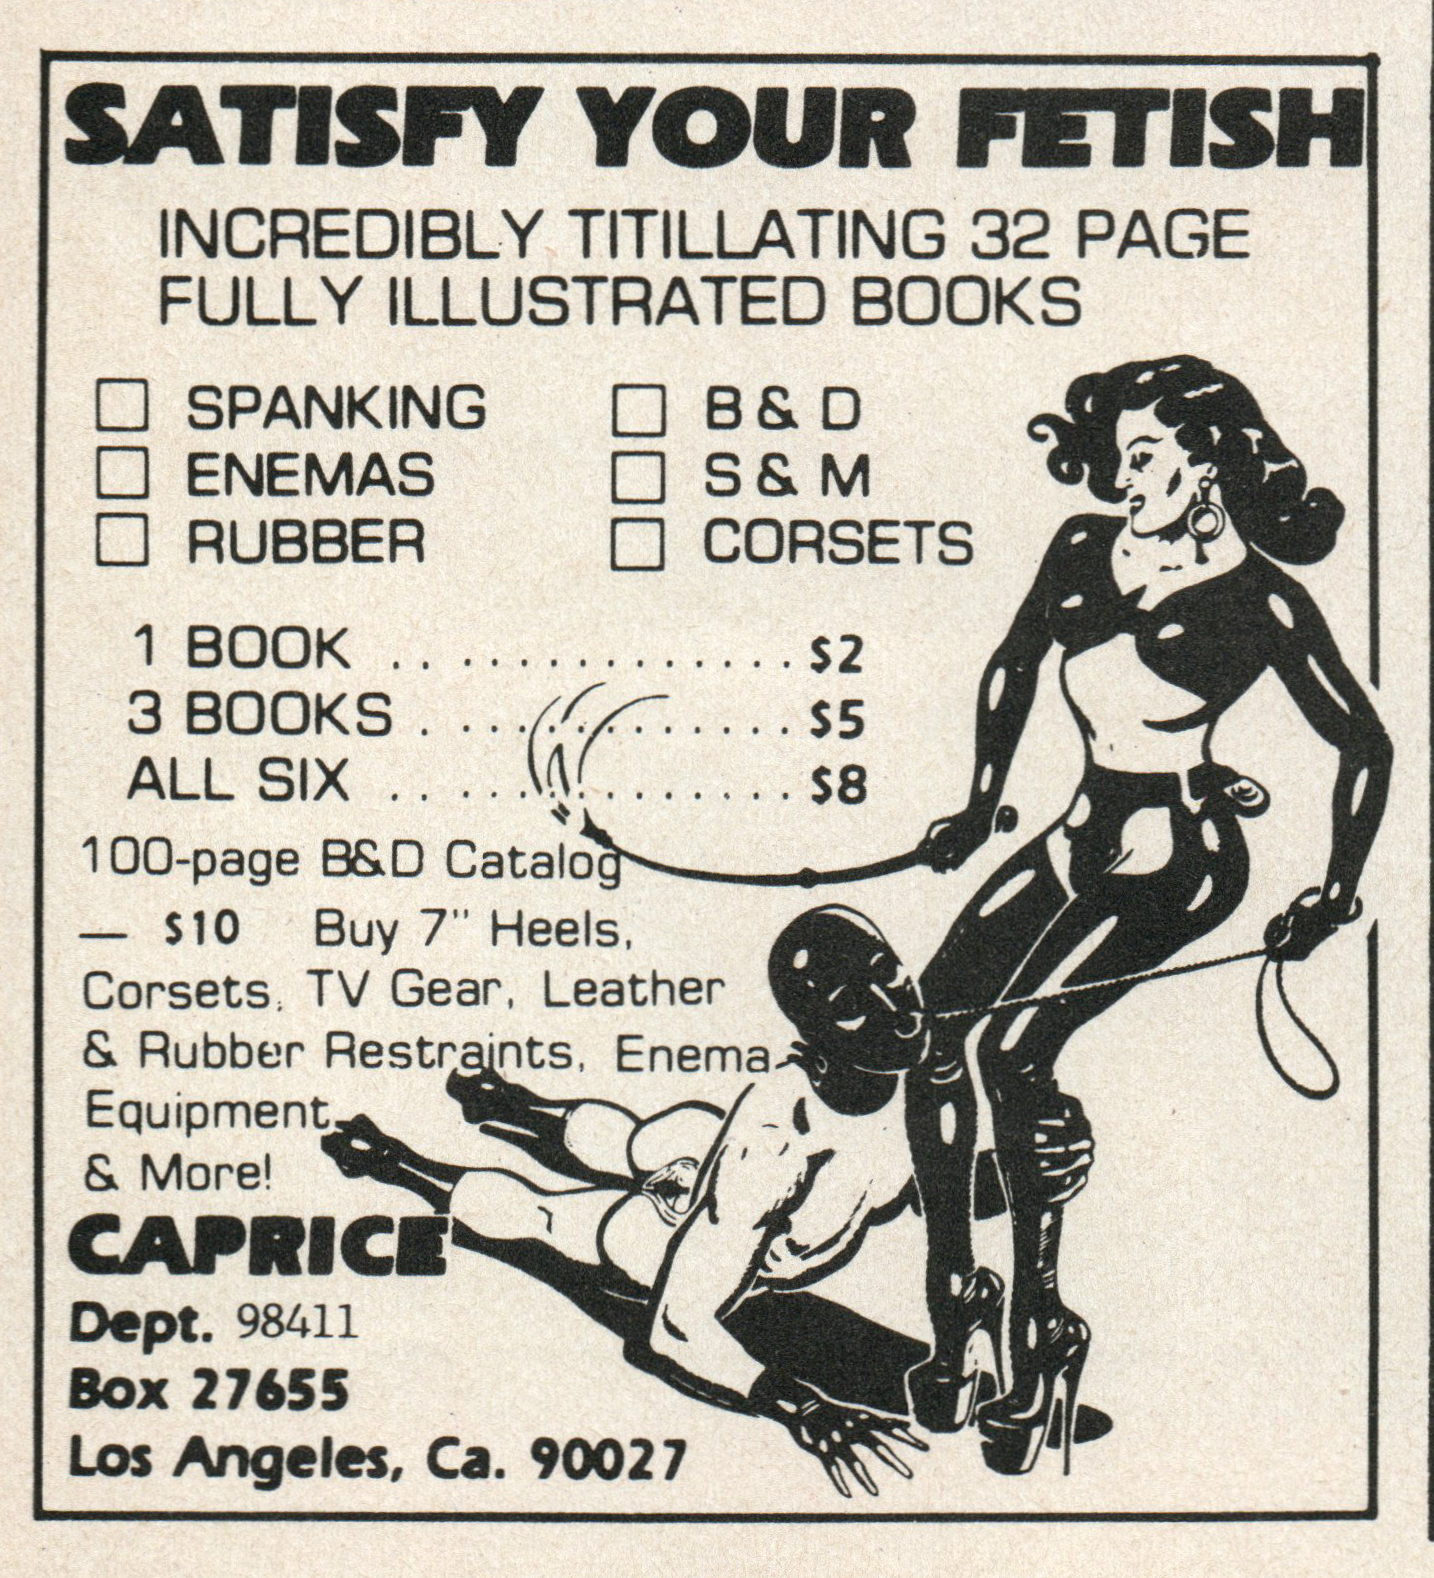 SATISFY YOUR FETISH
INCREDIBLY TITILLATING 32 PAGE
FULLY ILLUSTRATED BOOKS
☐ SPANKING ☐ B & D
☐ ENEMAS ☐ S & M
☐ RUBBER ☐ CORSETS
1 BOOK .. ............ $2
3 BOOKS . ............ $5
ALL SIX .. ............ $8
100-page B&D Catalog
— $10 Buy 7" Heels,
Corsets, TV Gear, Leather
& Rubber Restraints, Enema
Equipment
& More!
CAPRICE
Dept. 98411
Box 27655
Los Angeles, Ca. 90027